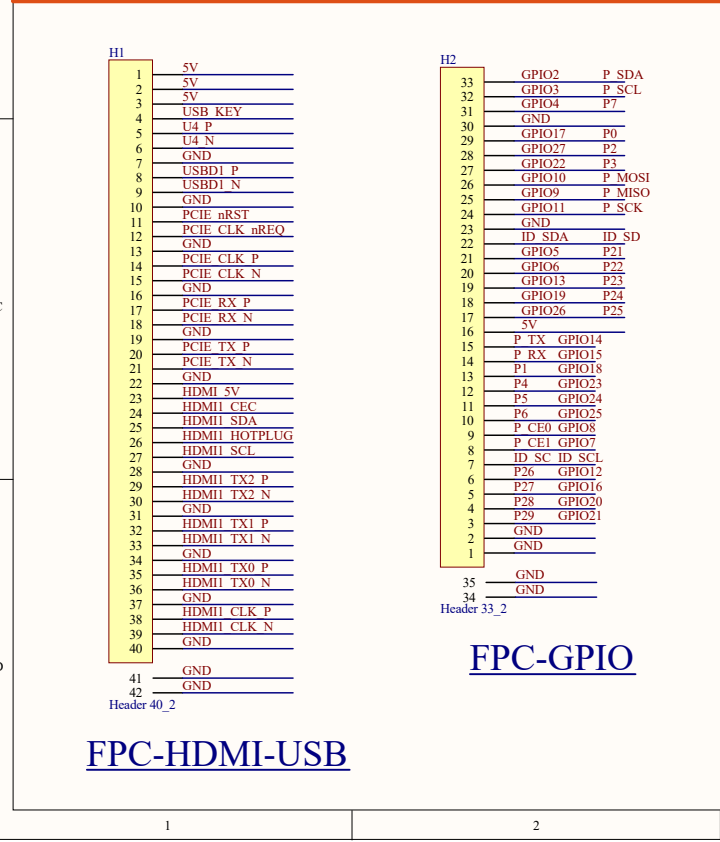 H1
1 5V
2 5V
3 5V
4 USB_KEY
5 U4_P
6 U4_N
7 GND
8 USBD1_P
9 USBD1_N
10 GND
11 PCIE_nRST
12 PCIE_CLK_nREQ
13 GND
14 PCIE_CLK_P
15 PCIE_CLK_N
16 GND
17 PCIE_RX_P
18 PCIE_RX_N
19 GND
20 PCIE_TX_P
21 PCIE_TX_N
22 GND
23 HDMI_5V
24 HDMI1_CEC
25 HDMI1_SDA
26 HDMI1_HOTPLUG
27 HDMI1_SCL
28 GND
29 HDMI1_TX2_P
30 HDMI1_TX2_N
31 GND
32 HDMI1_TX1_P
33 HDMI1_TX1_N
34 GND
35 HDMI1_TX0_P
36 HDMI1_TX0_N
37 GND
38 HDMI1_CLK_P
39 HDMI1_CLK_N
40 GND
41 GND
42 GND
Header 40_2
FPC-HDMI-USB
H2
33 GPIO2 P_SDA
32 GPIO3 P_SCL
31 GPIO4 P7
30 GND
29 GPIO17 P0
28 GPIO27 P2
27 GPIO22 P3
26 GPIO10 P_MOSI
25 GPIO9 P_MISO
24 GPIO11 P_SCK
23 GND
22 ID_SDA ID_SD
21 GPIO5 P21
20 GPIO6 P22
19 GPIO13 P23
18 GPIO19 P24
17 GPIO26 P25
16 5V
15 P_TX GPIO14
14 P_RX GPIO15
13 P1 GPIO18
12 P4 GPIO23
11 P5 GPIO24
10 P6 GPIO25
9 P_CE0 GPIO8
8 P_CE1 GPIO7
7 ID_SC ID_SCL
6 P26 GPIO12
5 P27 GPIO16
4 P28 GPIO20
3 P29 GPIO21
2 GND
1 GND
35 GND
34 GND
Header 33_2
FPC-GPIO
1 2